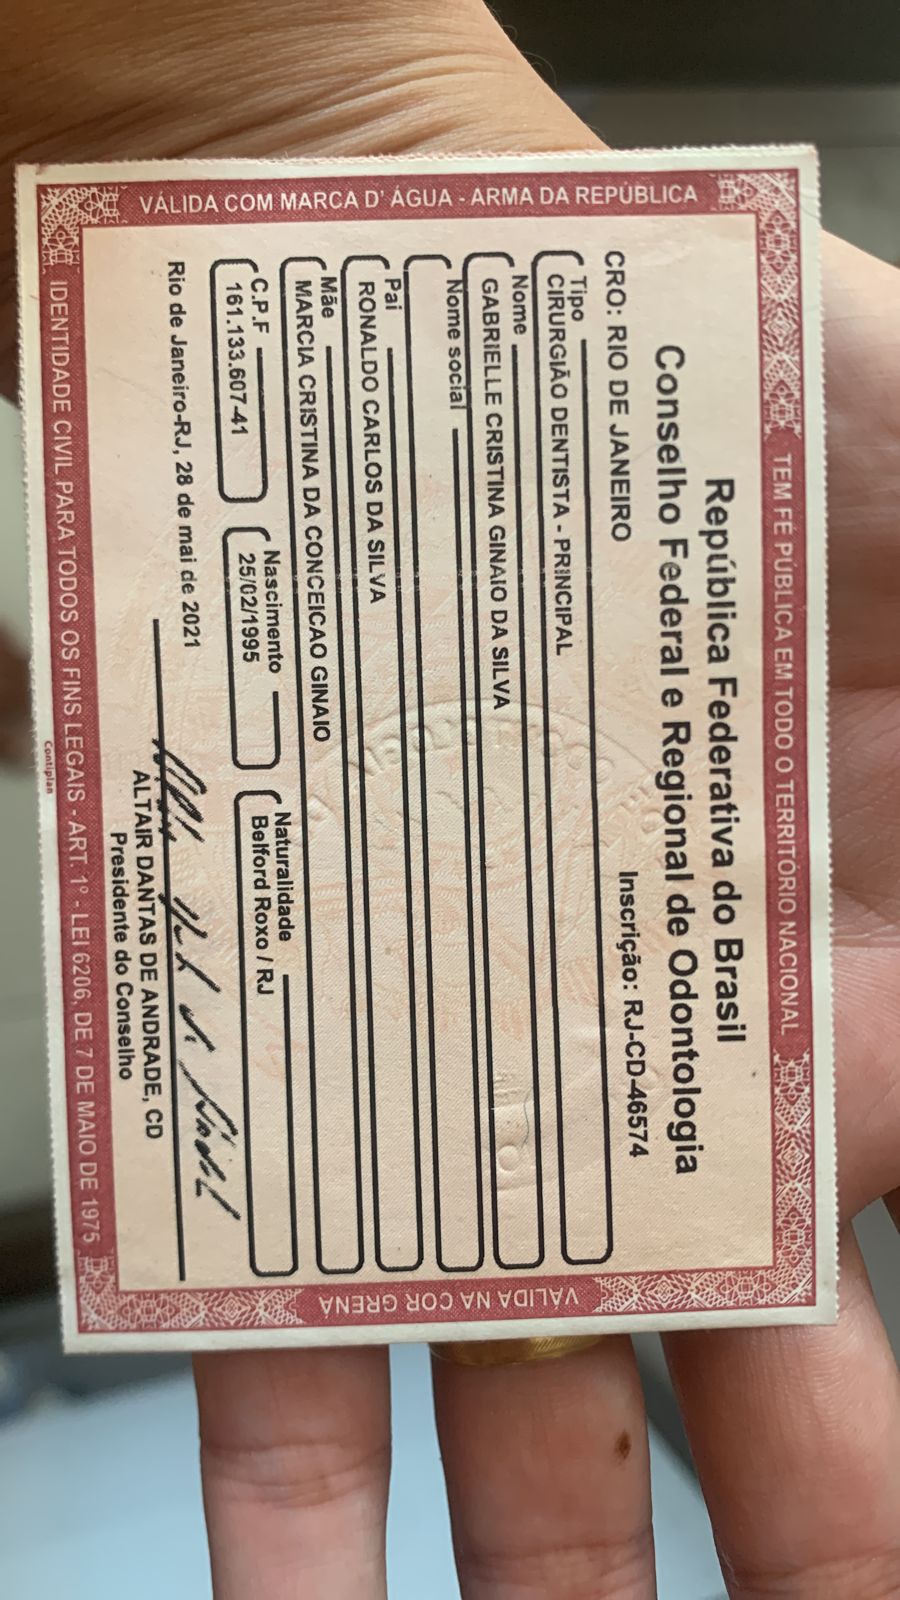 VÁLIDA COM MARCA D' ÁGUA - ARMA DA REPÚBLICA
TEM FÉ PÚBLICA EM TODO O TERRITÓRIO NACIONAL
República Federativa do Brasil
Conselho Federal e Regional de Odontologia
CRO: RIO DE JANEIRO Inscrição: RJ-CD-46574
Tipo
CIRURGIÃO DENTISTA - PRINCIPAL
Nome
GABRIELLE CRISTINA GINAIO DA SILVA
Nome social
Pai
RONALDO CARLOS DA SILVA
Mãe
MARCIA CRISTINA DA CONCEICAO GINAIO
C.P.F Nascimento Naturalidade
161.133.607-41 25/02/1995 Belford Roxo / RJ
Rio de Janeiro-RJ, 28 de mai de 2021
ALTAIR DANTAS DE ANDRADE, CD
Presidente do Conselho
VALIDA NA COR GRENÁ
IDENTIDADE CIVIL PARA TODOS OS FINS LEGAIS - ART. 1º - LEI 6206, DE 7 DE MAIO DE 1975
Contiplan